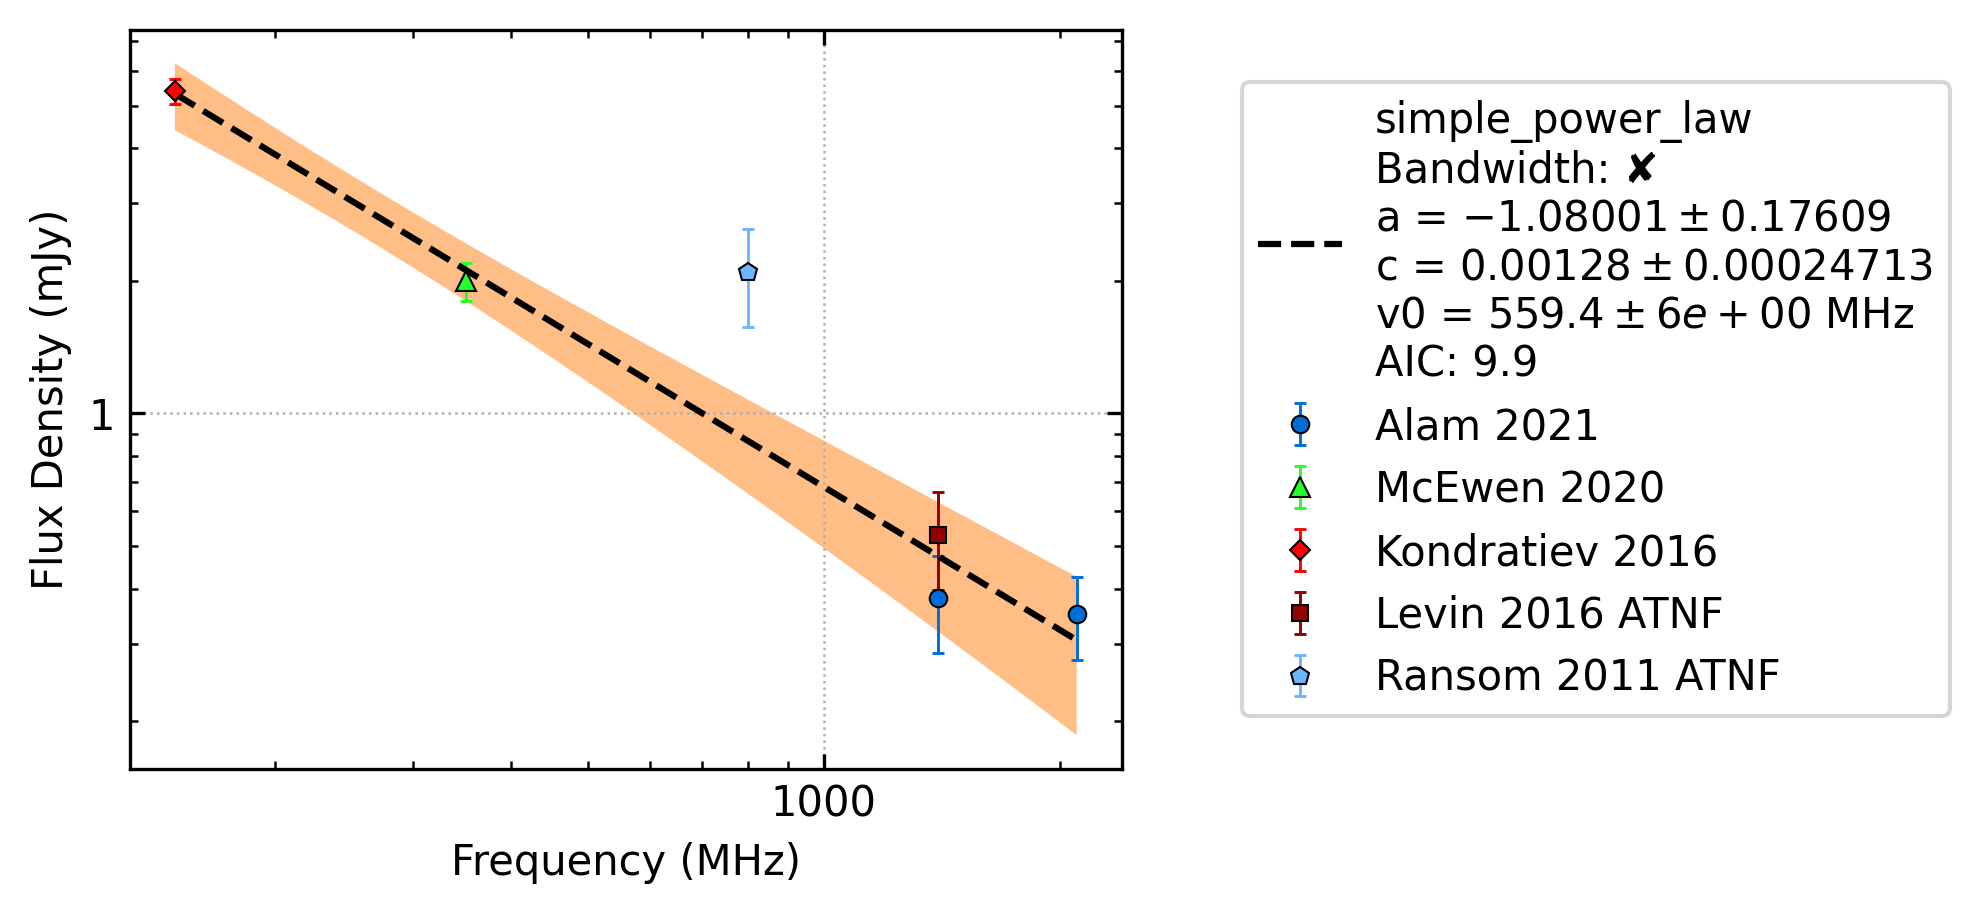 Flux Density (mJy)
1
1000
Frequency (MHz)
simple_power_law
Bandwidth: ✘
a = −1.08001 ± 0.17609
c = 0.00128 ± 0.00024713
v0 = 559.4 ± 6e + 00 MHz
AIC: 9.9
Alam 2021
McEwen 2020
Kondratiev 2016
Levin 2016 ATNF
Ransom 2011 ATNF